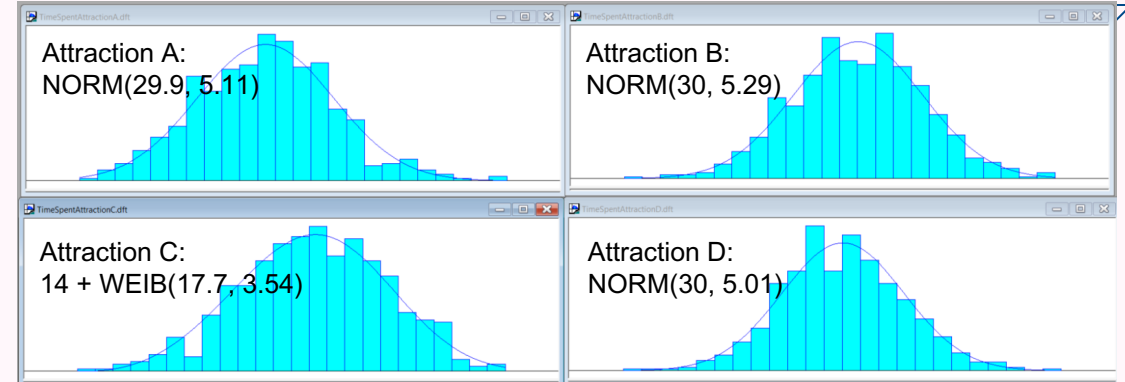 TimeSpentAttractionA.dft
Attraction A:
NORM(29.9, 5.11)
TimeSpentAttractionB.dft
Attraction B:
NORM(30, 5.29)
TimeSpentAttractionC.dft
Attraction C:
14 + WEIB(17.7, 3.54)
TimeSpentAttractionD.dft
Attraction D:
NORM(30, 5.01)